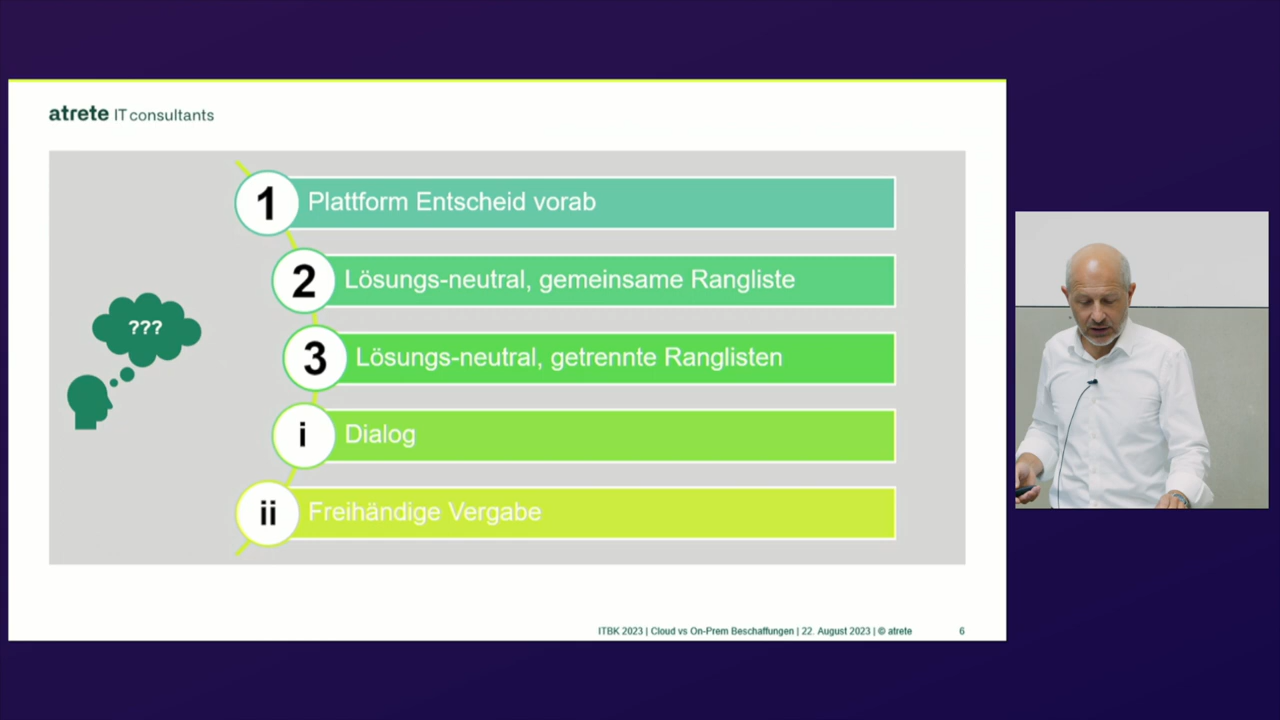 atrete IT consultants
1 Plattform Entscheid vorab
2 Lösungs-neutral, gemeinsame Rangliste
???
3 Lösungs-neutral, getrennte Ranglisten
i Dialog
ii Freihändige Vergabe
ITBK 2023 | Cloud vs On-Prem Beschaffungen | 22. August 2023 | © atrete 6